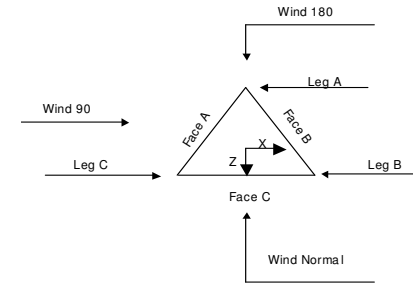 Wind 180
Leg A
Wind 90
Face A
Face B
X
Z
Leg C
Leg B
Face C
Wind Normal